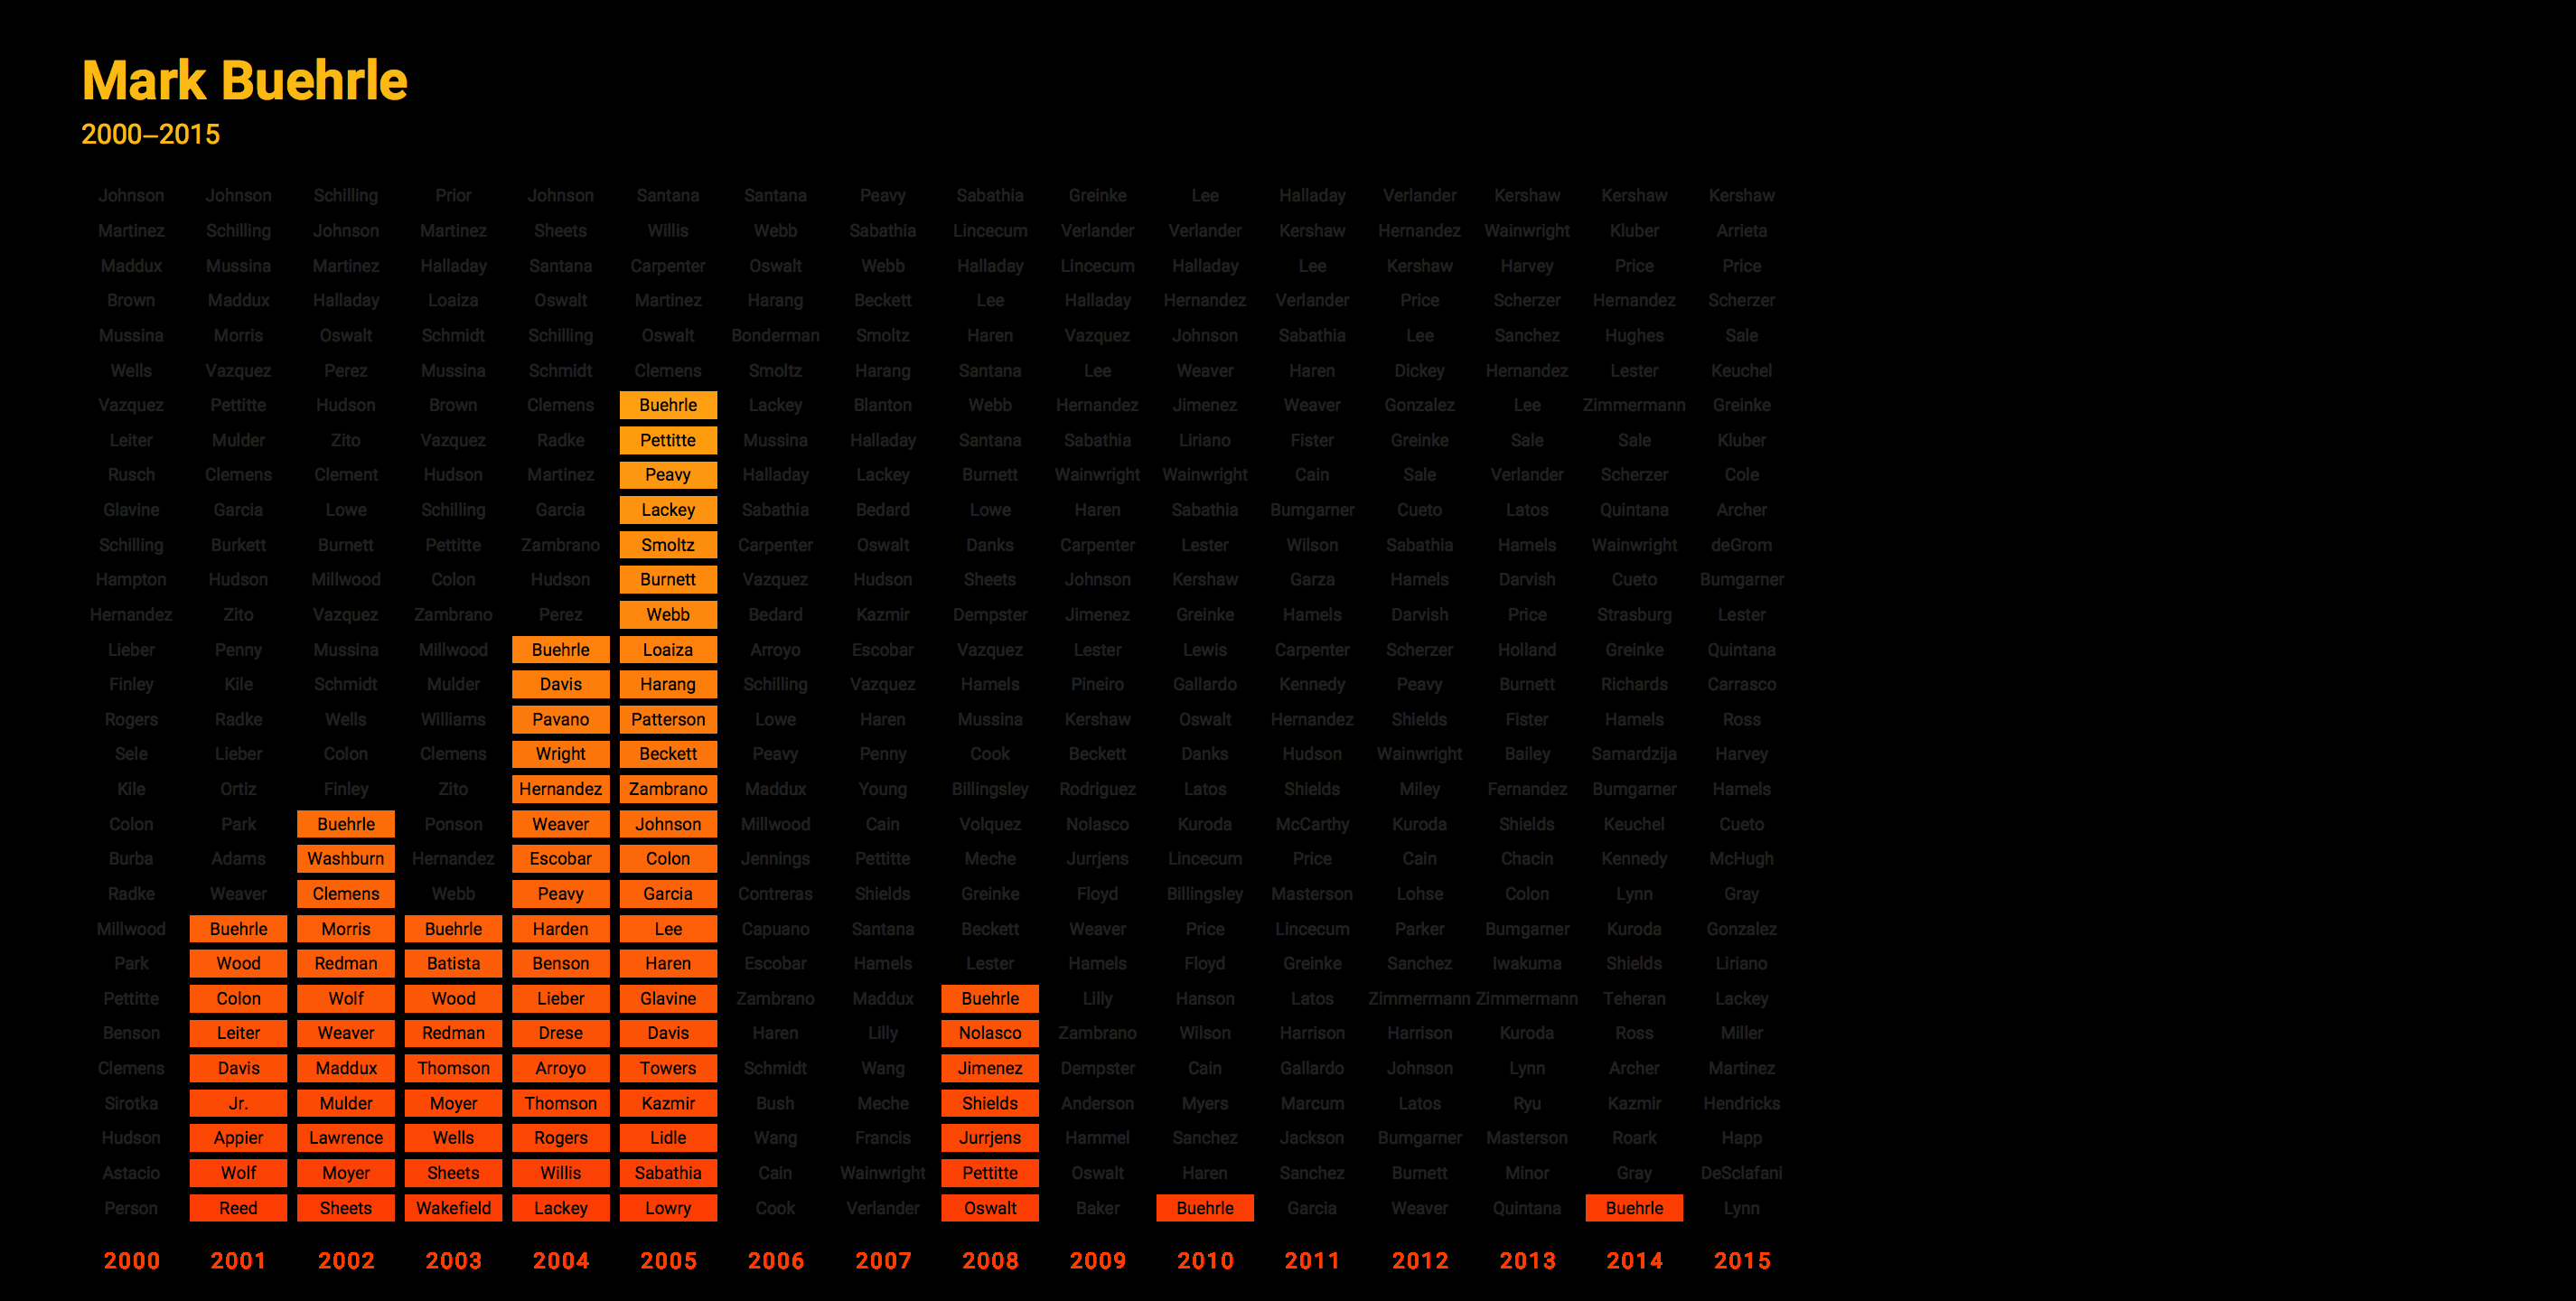 Mark Buehrle
2000–2015
Johnson Johnson Schilling Prior Johnson Santana Santana Peavy Sabathia Greinke Lee Halladay Verlander Kershaw Kershaw Kershaw
Martinez Schilling Johnson Martinez Sheets Willis Webb Sabathia Lincecum Verlander Verlander Kershaw Hernandez Wainwright Kluber Arrieta
Maddux Mussina Martinez Halladay Santana Carpenter Oswalt Webb Halladay Lincecum Halladay Lee Kershaw Harvey Price Price
Brown Maddux Halladay Loaiza Oswalt Martinez Harang Beckett Lee Halladay Hernandez Verlander Price Scherzer Hernandez Scherzer
Mussina Morris Oswalt Schmidt Schilling Oswalt Bonderman Smoltz Haren Vazquez Johnson Sabathia Lee Sanchez Hughes Sale
Wells Vazquez Perez Mussina Schmidt Clemens Smoltz Harang Santana Lee Weaver Haren Dickey Hernandez Lester Keuchel
Vazquez Pettitte Hudson Brown Clemens Buehrle Lackey Blanton Webb Hernandez Jimenez Weaver Gonzalez Lee Zimmermann Greinke
Leiter Mulder Zito Vazquez Radke Pettitte Mussina Halladay Santana Sabathia Liriano Fister Greinke Sale Sale Kluber
Rusch Clemens Clement Hudson Martinez Peavy Halladay Lackey Burnett Wainwright Wainwright Cain Sale Verlander Scherzer Cole
Glavine Garcia Lowe Schilling Garcia Lackey Sabathia Bedard Lowe Haren Sabathia Bumgarner Cueto Latos Quintana Archer
Schilling Burkett Burnett Pettitte Zambrano Smoltz Carpenter Oswalt Danks Carpenter Lester Wilson Sabathia Hamels Wainwright deGrom
Hampton Hudson Millwood Colon Hudson Burnett Vazquez Hudson Sheets Johnson Kershaw Garza Hamels Darvish Cueto Bumgarner
Hernandez Zito Vazquez Zambrano Perez Webb Bedard Kazmir Dempster Jimenez Greinke Hamels Darvish Price Strasburg Lester
Lieber Penny Mussina Millwood Buehrle Loaiza Arroyo Escobar Vazquez Lester Lewis Carpenter Scherzer Holland Greinke Quintana
Finley Kile Schmidt Mulder Davis Harang Schilling Vazquez Hamels Pineiro Gallardo Kennedy Peavy Burnett Richards Carrasco
Rogers Radke Wells Williams Pavano Patterson Lowe Haren Mussina Kershaw Oswalt Hernandez Shields Fister Hamels Ross
Sele Lieber Colon Clemens Wright Beckett Peavy Penny Cook Beckett Danks Hudson Wainwright Bailey Samardzija Harvey
Kile Ortiz Finley Zito Hernandez Zambrano Maddux Young Billingsley Rodriguez Latos Shields Miley Fernandez Bumgarner Hamels
Colon Park Buehrle Ponson Weaver Johnson Millwood Cain Volquez Nolasco Kuroda McCarthy Kuroda Shields Keuchel Cueto
Burba Adams Washburn Hernandez Escobar Colon Jennings Pettitte Meche Jurrjens Lincecum Price Cain Chacin Kennedy McHugh
Radke Weaver Clemens Webb Peavy Garcia Contreras Shields Greinke Floyd Billingsley Masterson Lohse Colon Lynn Gray
Millwood Buehrle Morris Buehrle Harden Lee Capuano Santana Beckett Weaver Price Lincecum Parker Bumgarner Kuroda Gonzalez
Park Wood Redman Batista Benson Haren Escobar Hamels Lester Hamels Floyd Greinke Sanchez Iwakuma Shields Liriano
Pettitte Colon Wolf Wood Lieber Glavine Zambrano Maddux Buehrle Lilly Hanson Latos Zimmermann Zimmermann Teheran Lackey
Benson Leiter Weaver Redman Drese Davis Haren Lilly Nolasco Zambrano Wilson Harrison Harrison Kuroda Ross Miller
Clemens Davis Maddux Thomson Arroyo Towers Schmidt Wang Jimenez Dempster Cain Gallardo Johnson Lynn Archer Martinez
Sirotka Jr. Mulder Moyer Thomson Kazmir Bush Meche Shields Anderson Myers Marcum Latos Ryu Kazmir Hendricks
Hudson Appier Lawrence Wells Rogers Lidle Wang Francis Jurrjens Hammel Sanchez Jackson Bumgarner Masterson Roark Happ
Astacio Wolf Moyer Sheets Willis Sabathia Cain Wainwright Pettitte Oswalt Haren Sanchez Burnett Minor Gray DeSclafani
Person Reed Sheets Wakefield Lackey Lowry Cook Verlander Oswalt Baker Buehrle Garcia Weaver Quintana Buehrle Lynn
2000 2001 2002 2003 2004 2005 2006 2007 2008 2009 2010 2011 2012 2013 2014 2015